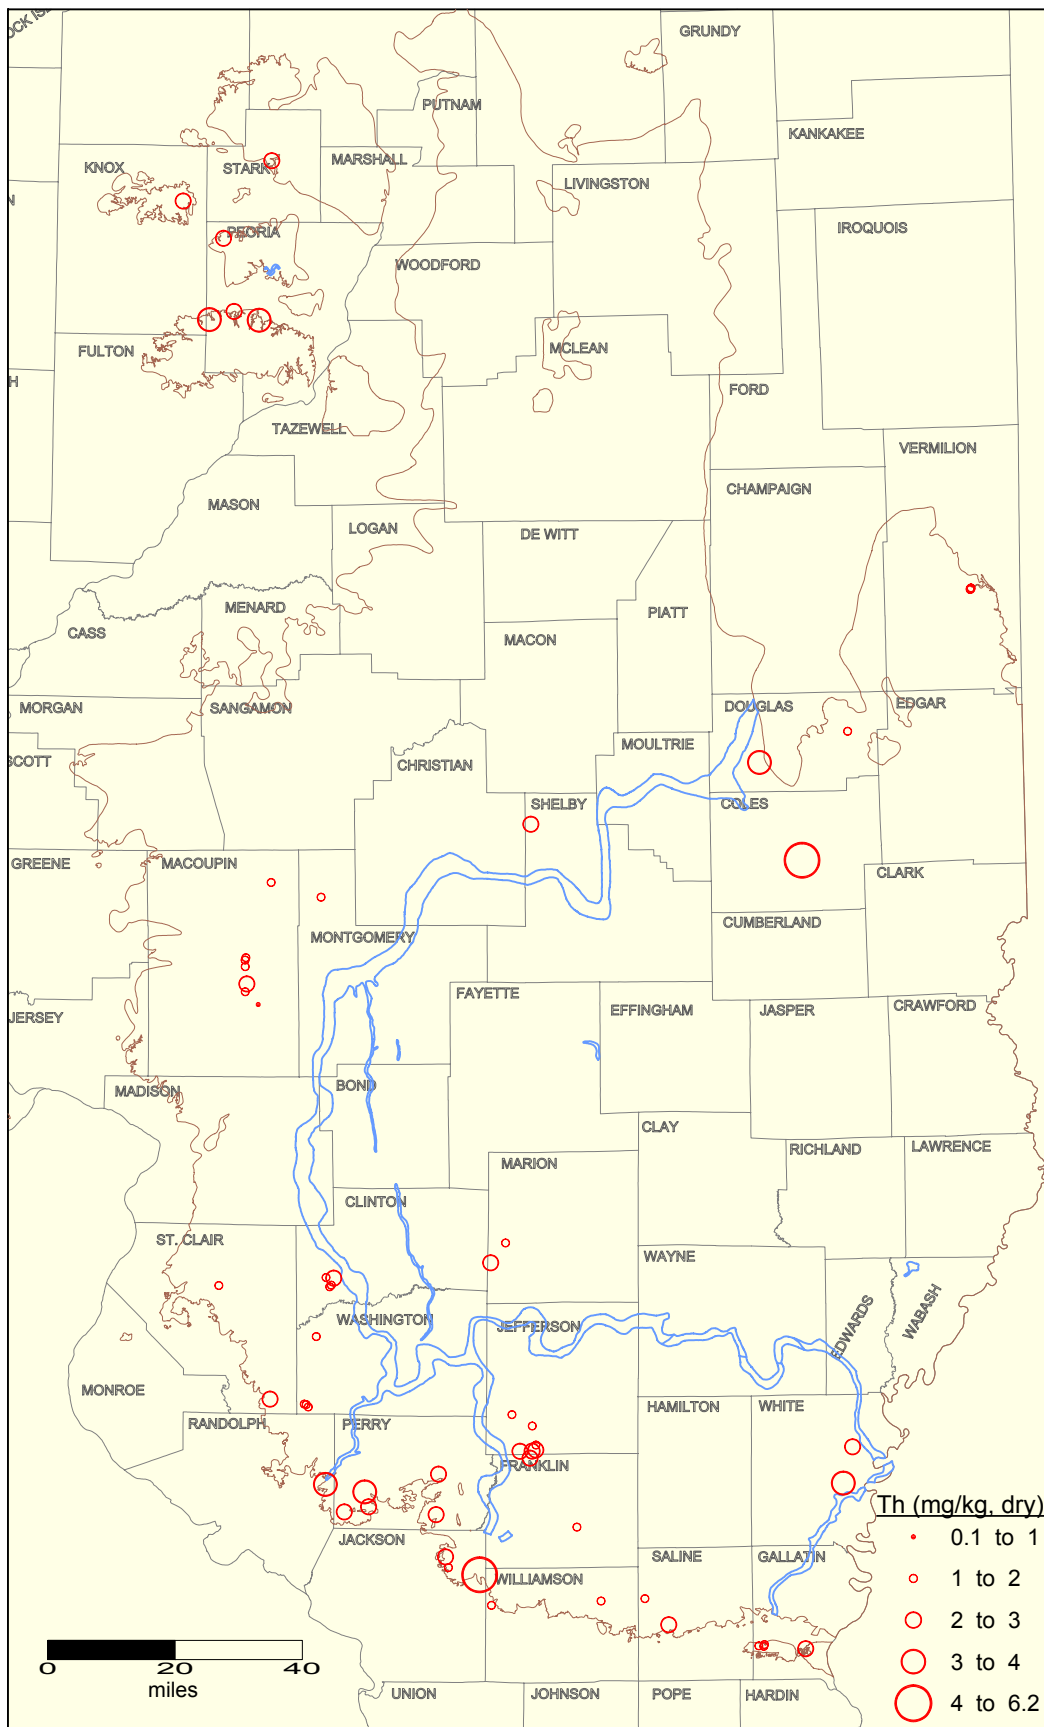 OCK IS
GRUNDY
PUTNAM
KANKAKEE
KNOX
STARK
MARSHALL
LIVINGSTON
N
IROQUOIS
PEORIA
WOODFORD
FULTON
MCLEAN
H
FORD
TAZEWELL
VERMILION
CHAMPAIGN
MASON
LOGAN
DE WITT
MENARD
PIATT
CASS
MACON
MORGAN
SANGAMON
DOUGLAS
EDGAR
MOULTRIE
SCOTT
CHRISTIAN
SHELBY
COLES
GREENE
MACOUPIN
CLARK
CUMBERLAND
MONTGOMERY
FAYETTE
EFFINGHAM
JASPER
CRAWFORD
JERSEY
MADISON
BOND
CLAY
RICHLAND
LAWRENCE
MARION
CLINTON
ST. CLAIR
WAYNE
EDWARDS
WABASH
WASHINGTON
JEFFERSON
MONROE
HAMILTON
WHITE
RANDOLPH
PERRY
FRANKLIN
Th (mg/kg, dry)
0.1 to 1
JACKSON
SALINE
GALLATIN
WILLIAMSON
1 to 2
2 to 3
3 to 4
0 20 40
miles
UNION
JOHNSON
POPE
HARDIN
4 to 6.2